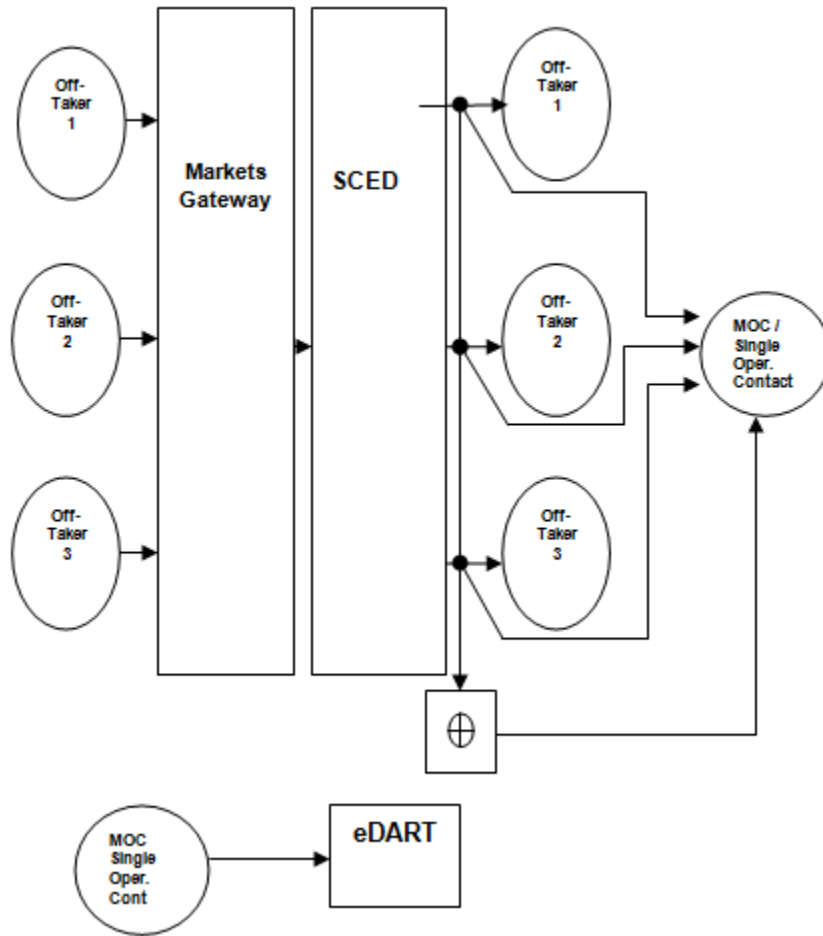 Off-
Taker
1
Off-
Taker
2
Off-
Taker
3
Markets
Gateway
SCED
Off-
Taker
1
Off-
Taker
2
Off-
Taker
3
MOC /
Single
Oper.
Contact
MOC
Single
Oper.
Cont
eDART